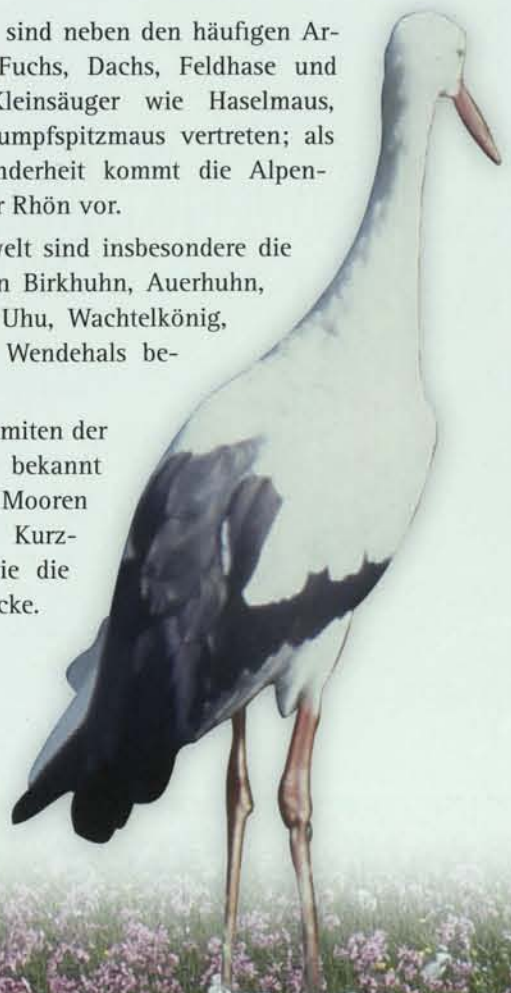 sind neben den häufigen Ar-
Fuchs, Dachs, Feldhase und
Kleinsäuger wie Haselmaus,
umpfspitzmaus vertreten; als
nderheit kommt die Alpen-
r Rhön vor.
welt sind insbesondere die
n Birkhuhn, Auerhuhn,
Uhu, Wachtelkönig,
Wendehals be-
miten der
bekannt
Mooren
Kurz-
ie die
cke.